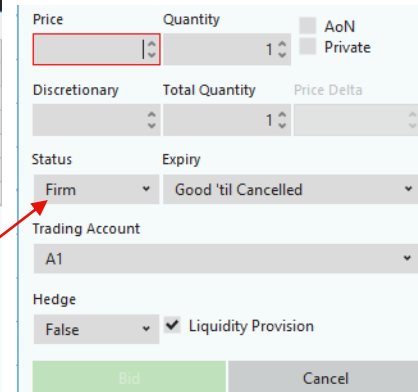 Price Quantity AoN
1 Private
Discretionary Total Quantity Price Delta
1
Status Expiry
Firm Good 'til Cancelled
Trading Account
A1
Hedge
False Liquidity Provision
Bid Cancel